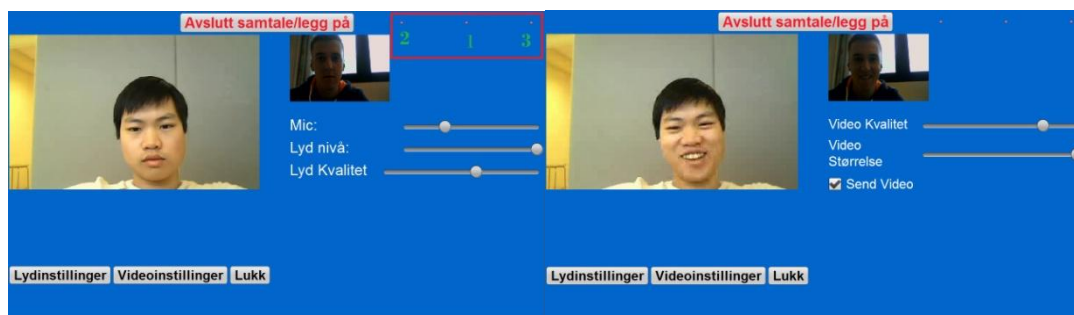 Avslutt samtale/legg på
2 1 3
Mic:
Lyd nivå:
Lyd Kvalitet
Lydinstillinger Videoinstillinger Lukk
Avslutt samtale/legg på
Video Kvalitet
Video
Størrelse
Send Video
Lydinstillinger Videoinstillinger Lukk